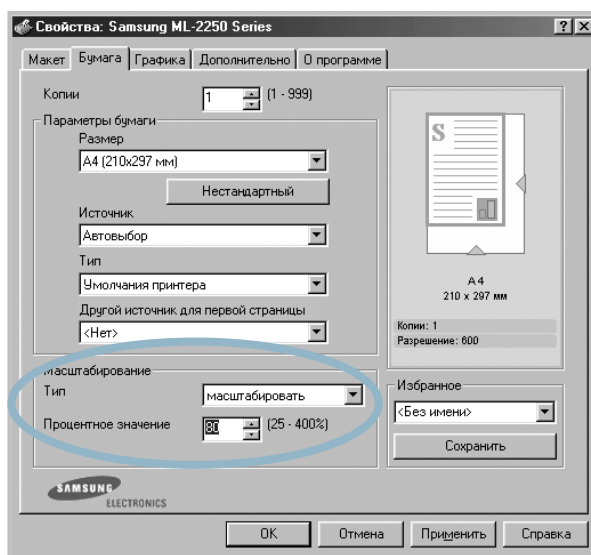 Свойства: Samsung ML-2250 Series
Макет Бумага Графика Дополнительно О программе
Копии 1 (1 - 999)
Параметры бумаги
Размер
A4 (210x297 мм)
Нестандартный
Источник
Автовыбор
Тип
Умолчания принтера
Другой источник для первой страницы
<Нет>
S
A4
210 x 297 мм
Копии: 1
Разрешение: 600
Масштабирование
Тип масштабировать
Процентное значение 80 (25 - 400%)
Избранное
<Без имени>
Сохранить
SAMSUNG
ELECTRONICS
OK Отмена Применить Справка